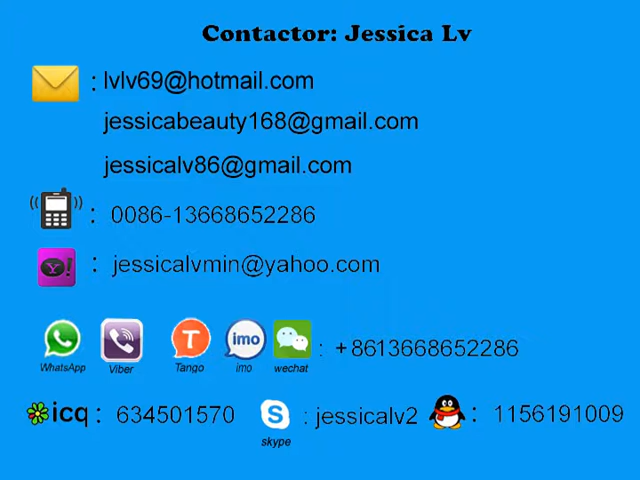 Contactor: Jessica Lv
: lvlv69@hotmail.com
jessicabeauty168@gmail.com
jessicalv86@gmail.com
: 0086-13668652286
Y! : jessicalvmin@yahoo.com
T imo : +8613668652286
WhatsApp Viber Tango imo wechat
icq : 634501570 S : jessicalv2 : 1156191009
skype